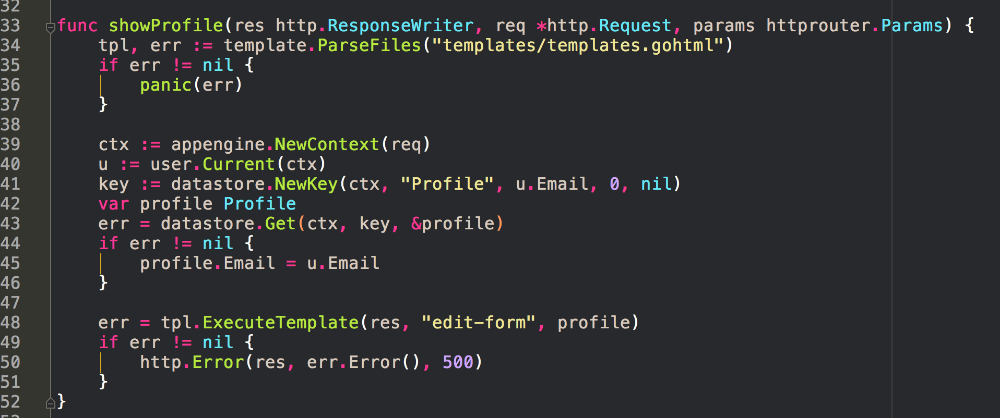 32
33 func showProfile(res http.ResponseWriter, req *http.Request, params httprouter.Params) {
34     tpl, err := template.ParseFiles("templates/templates.gohtml")
35     if err != nil {
36         panic(err)
37     }
38
39     ctx := appengine.NewContext(req)
40     u := user.Current(ctx)
41     key := datastore.NewKey(ctx, "Profile", u.Email, 0, nil)
42     var profile Profile
43     err = datastore.Get(ctx, key, &profile)
44     if err != nil {
45         profile.Email = u.Email
46     }
47
48     err = tpl.ExecuteTemplate(res, "edit-form", profile)
49     if err != nil {
50         http.Error(res, err.Error(), 500)
51     }
52 }